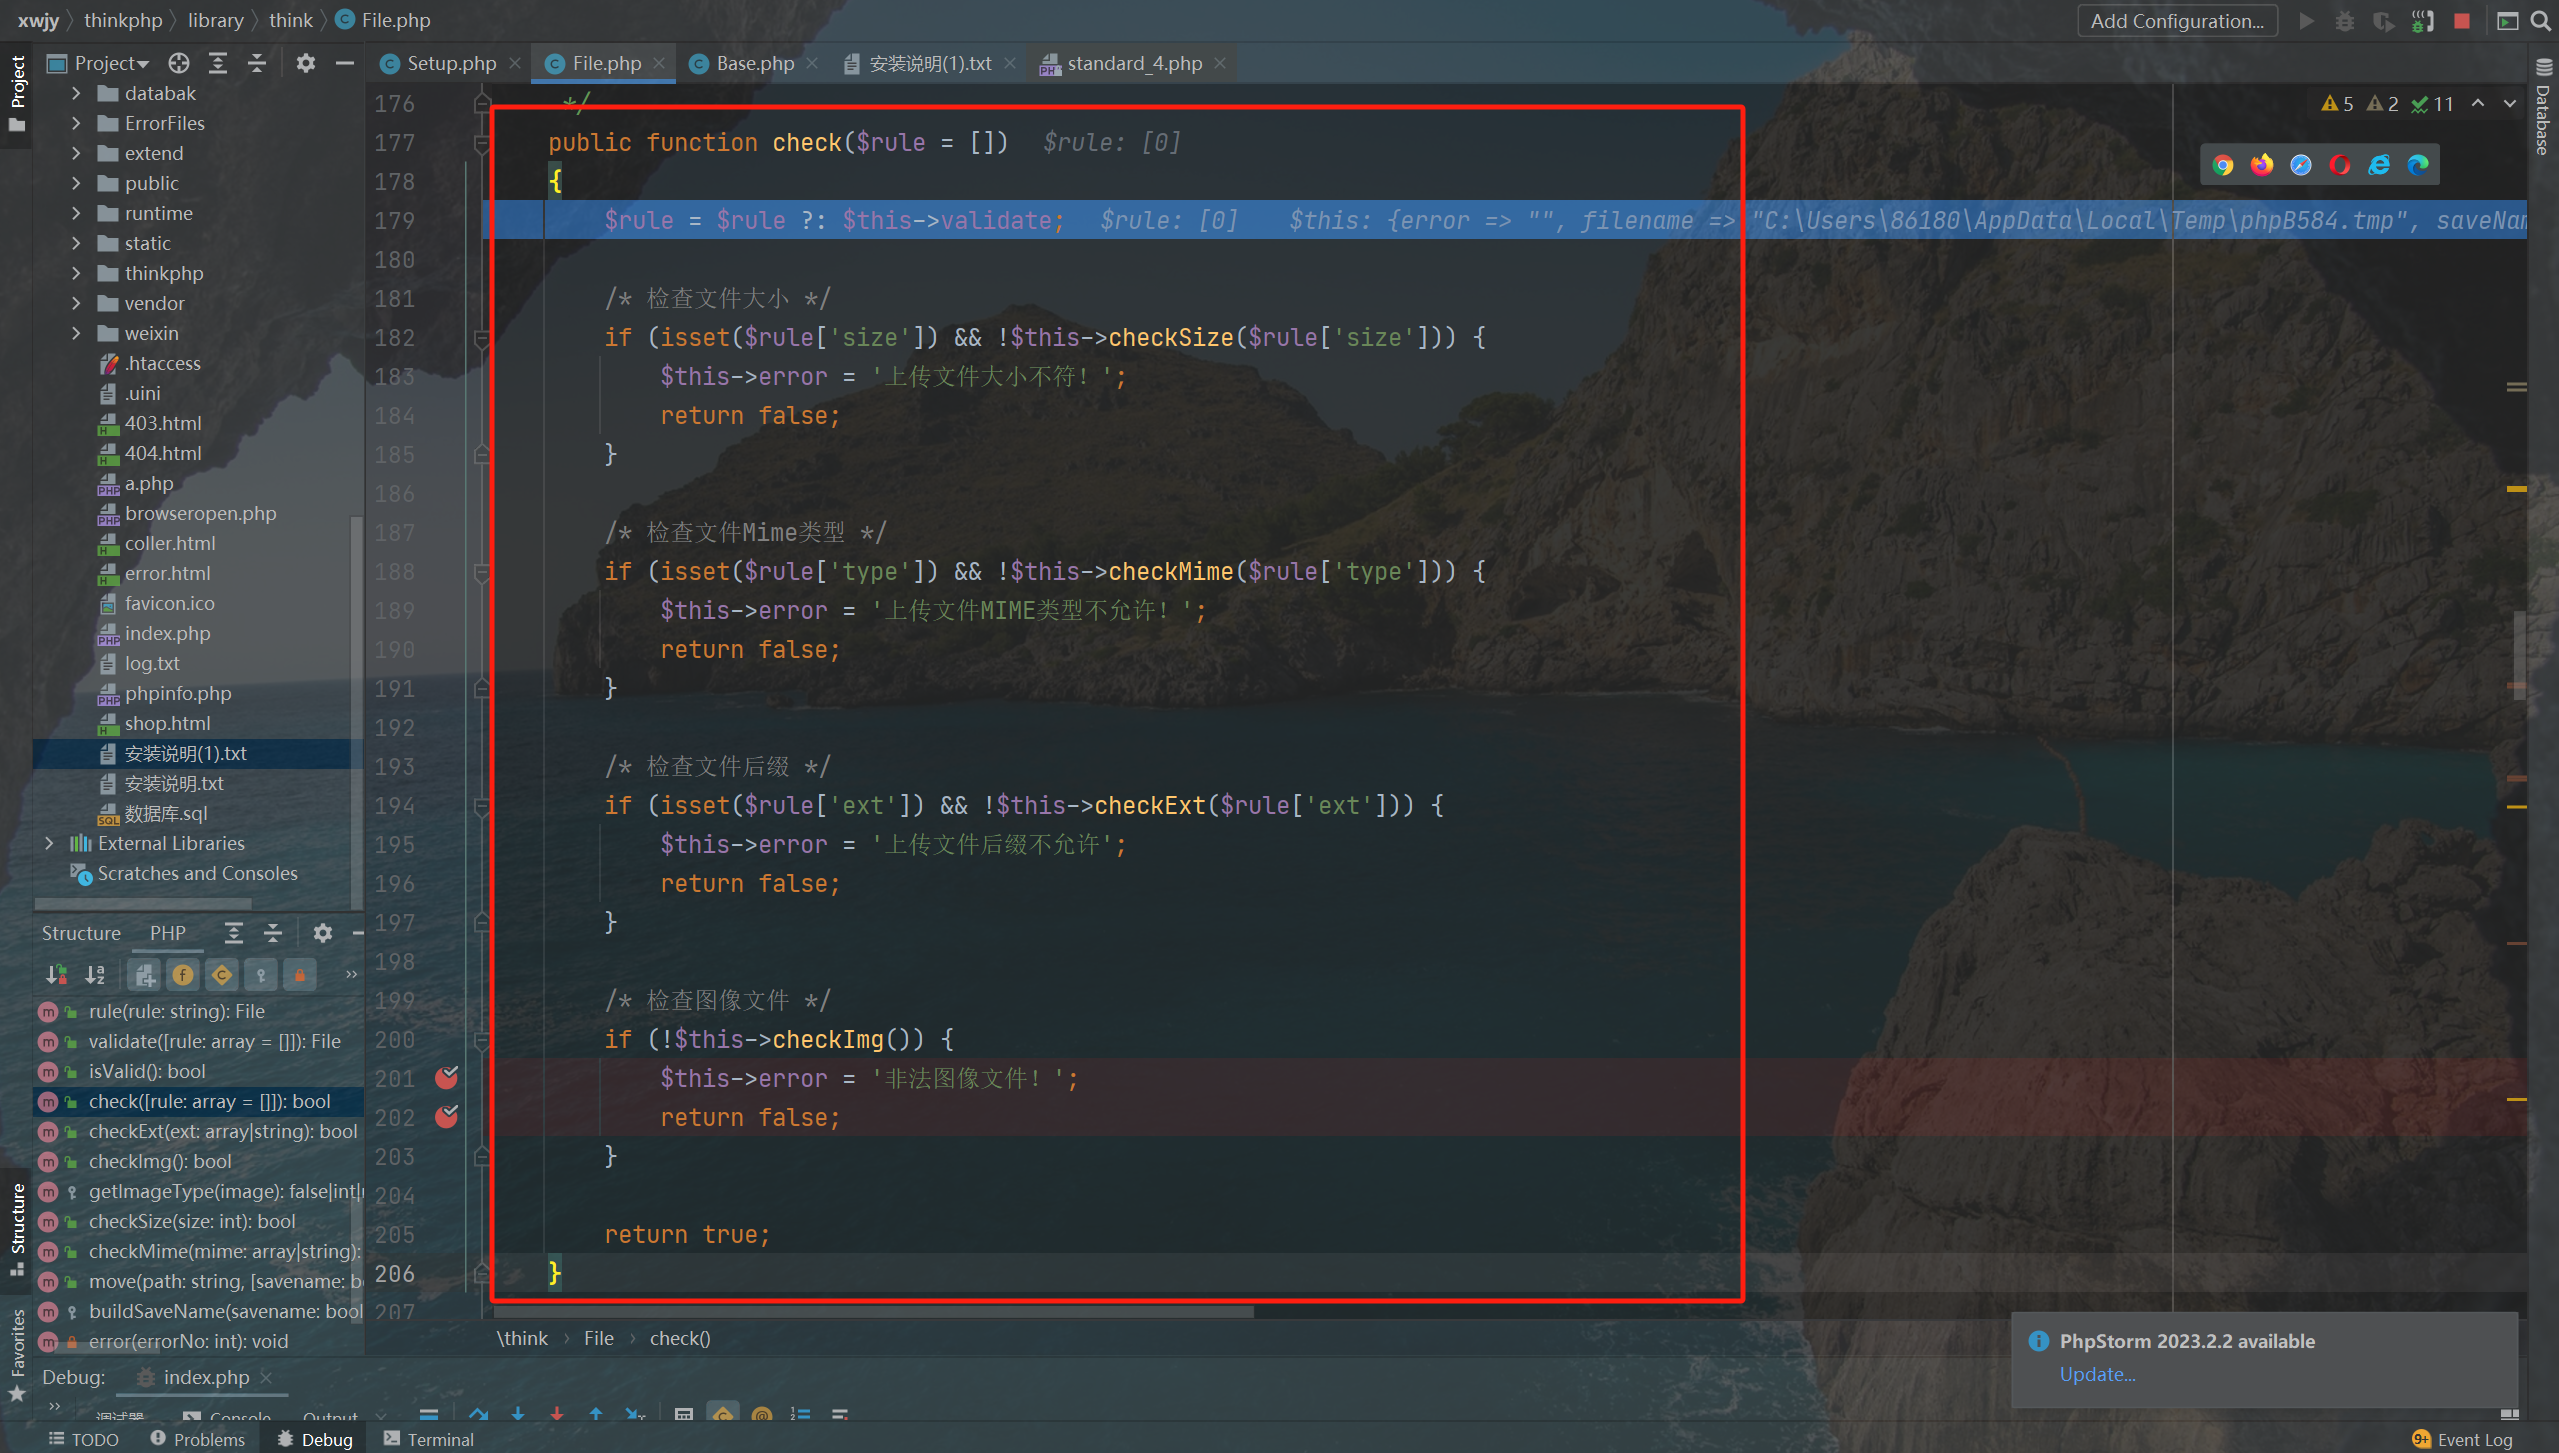 xwjy 〉 thinkphp 〉 library 〉 think 〉 File.php
Add Configuration...
Project
Setup.php
File.php
Base.php
安装说明(1).txt
standard_4.php
Project
databak
ErrorFiles
extend
public
runtime
static
thinkphp
vendor
weixin
.htaccess
.uini
403.html
404.html
a.php
browseropen.php
coller.html
error.html
favicon.ico
index.php
log.txt
phpinfo.php
shop.html
安装说明(1).txt
安装说明.txt
数据库.sql
External Libraries
Scratches and Consoles
Structure PHP
rule(rule: string): File
validate([rule: array = []]): File
isValid(): bool
check([rule: array = []]): bool
checkExt(ext: array|string): bool
checkImg(): bool
getImageType(image): false|int|
checkSize(size: int): bool
checkMime(mime: array|string):
move(path: string, [savename: b
buildSaveName(savename: bool
error(errorNo: int): void
Structure
Favorites
5 2 11
Database
176 */
177 public function check($rule = []) $rule: [0]
178 {
179 $rule = $rule ?: $this->validate; $rule: [0] $this: {error => "", filename => "C:\Users\86180\AppData\Local\Temp\phpB584.tmp", saveNa
180
181 /* 检查文件大小 */
182 if (isset($rule['size']) && !$this->checkSize($rule['size'])) {
183 $this->error = '上传文件大小不符！';
184 return false;
185 }
186
187 /* 检查文件Mime类型 */
188 if (isset($rule['type']) && !$this->checkMime($rule['type'])) {
189 $this->error = '上传文件MIME类型不允许！';
190 return false;
191 }
192
193 /* 检查文件后缀 */
194 if (isset($rule['ext']) && !$this->checkExt($rule['ext'])) {
195 $this->error = '上传文件后缀不允许';
196 return false;
197 }
198
199 /* 检查图像文件 */
200 if (!$this->checkImg()) {
201 $this->error = '非法图像文件！';
202 return false;
203 }
204
205 return true;
206 }
207
\think › File › check()
PhpStorm 2023.2.2 available
Update...
Debug: index.php
调试器 Console Output
TODO Problems Debug Terminal
9+ Event Log